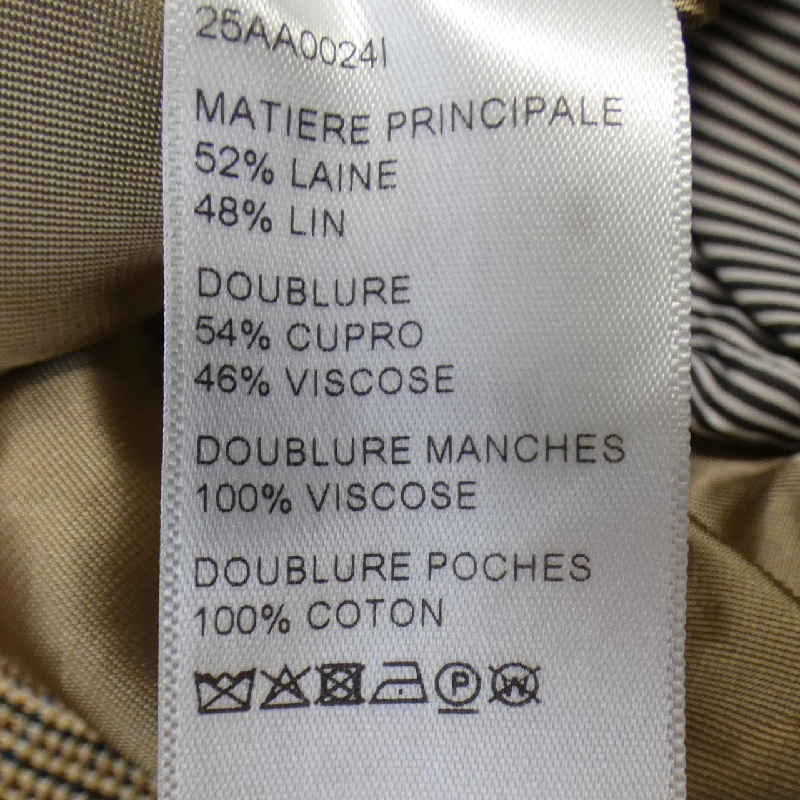 25AA0024I
MATIERE PRINCIPALE
52% LAINE
48% LIN
DOUBLURE
54% CUPRO
46% VISCOSE
DOUBLURE MANCHES
100% VISCOSE
DOUBLURE POCHES
100% COTON
P W